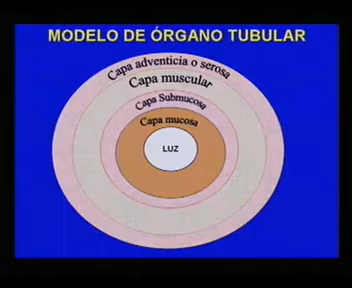 MODELO DE ÓRGANO TUBULAR
Capa adventicia o serosa
Capa muscular
Capa Submucosa
Capa mucosa
LUZ